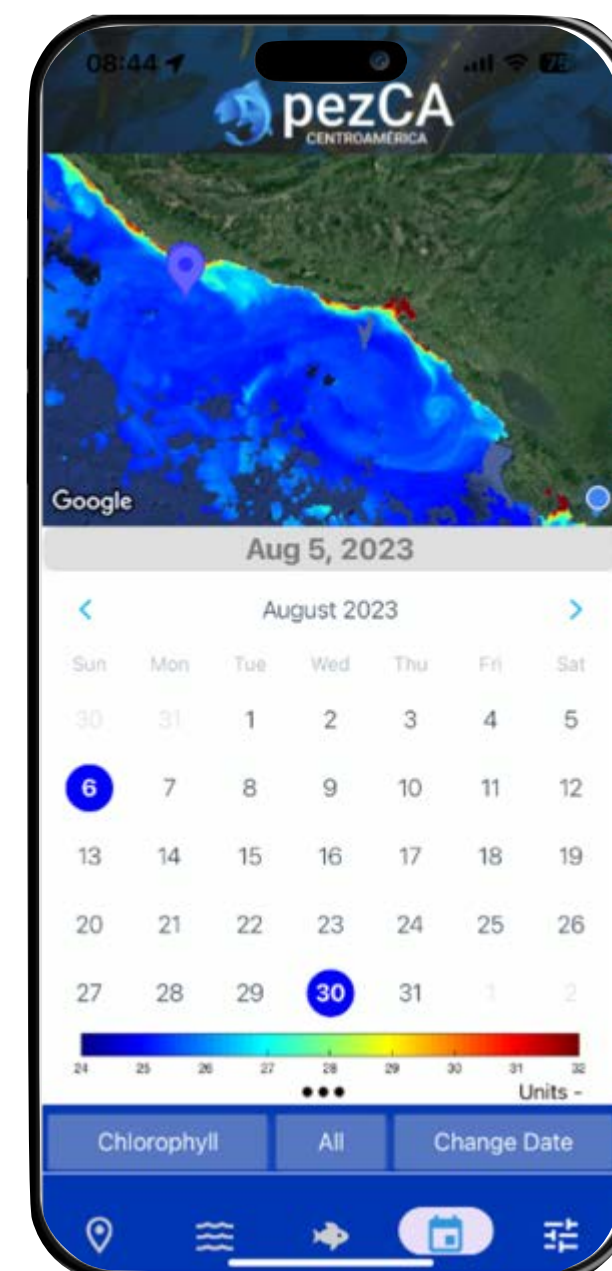 08:44
pezCA
CENTROAMÉRICA
Google
Aug 5, 2023
August 2023
Sun Mon Tue Wed Thu Fri Sat
30 31 1 2 3 4 5
6 7 8 9 10 11 12
13 14 15 16 17 18 19
20 21 22 23 24 25 26
27 28 29 30 31 1 2
24 25 26 27 28 29 30 31 32
Units -
Chlorophyll All Change Date